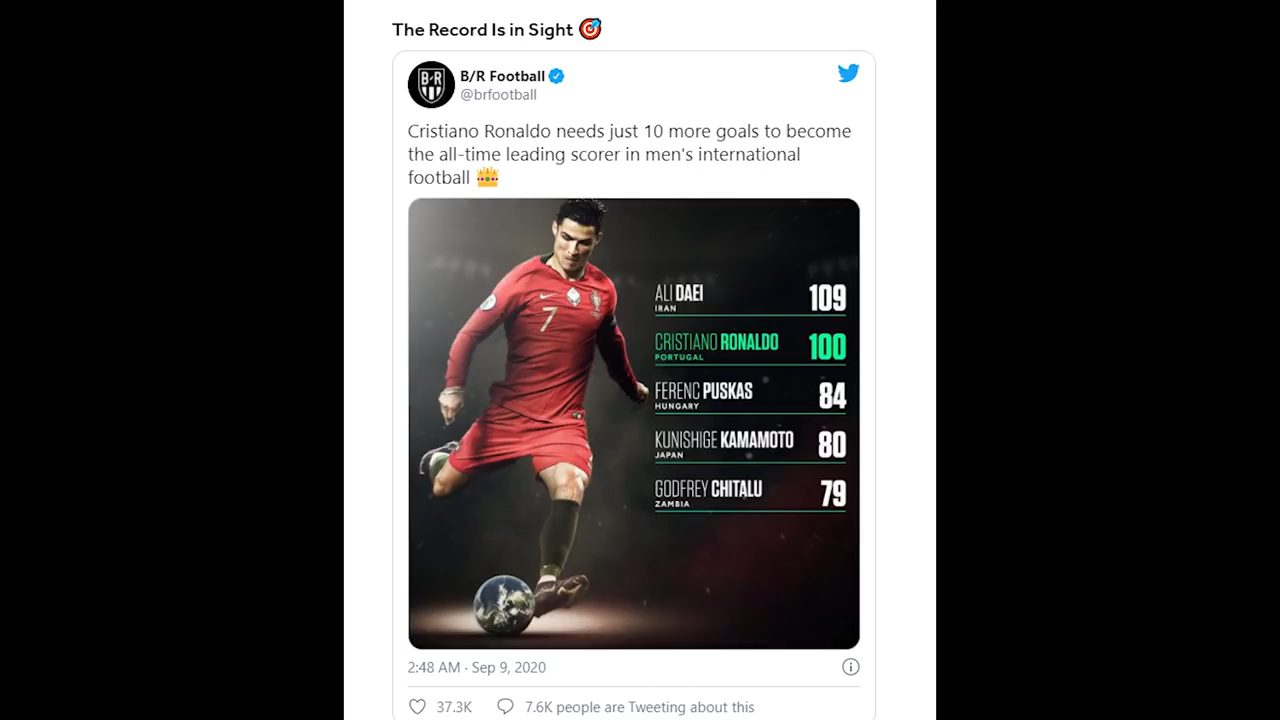 The Record Is in Sight 🎯
B/R Football
@brfootball
Cristiano Ronaldo needs just 10 more goals to become
the all-time leading scorer in men's international
football 👑
B R
7
ALI DAEI 109
IRAN
CRISTIANO RONALDO 100
PORTUGAL
FERENC PUSKAS 84
HUNGARY
KUNISHIGE KAMAMOTO 80
JAPAN
GODFREY CHITALU 79
ZAMBIA
2:48 AM · Sep 9, 2020
37.3K 7.6K people are Tweeting about this